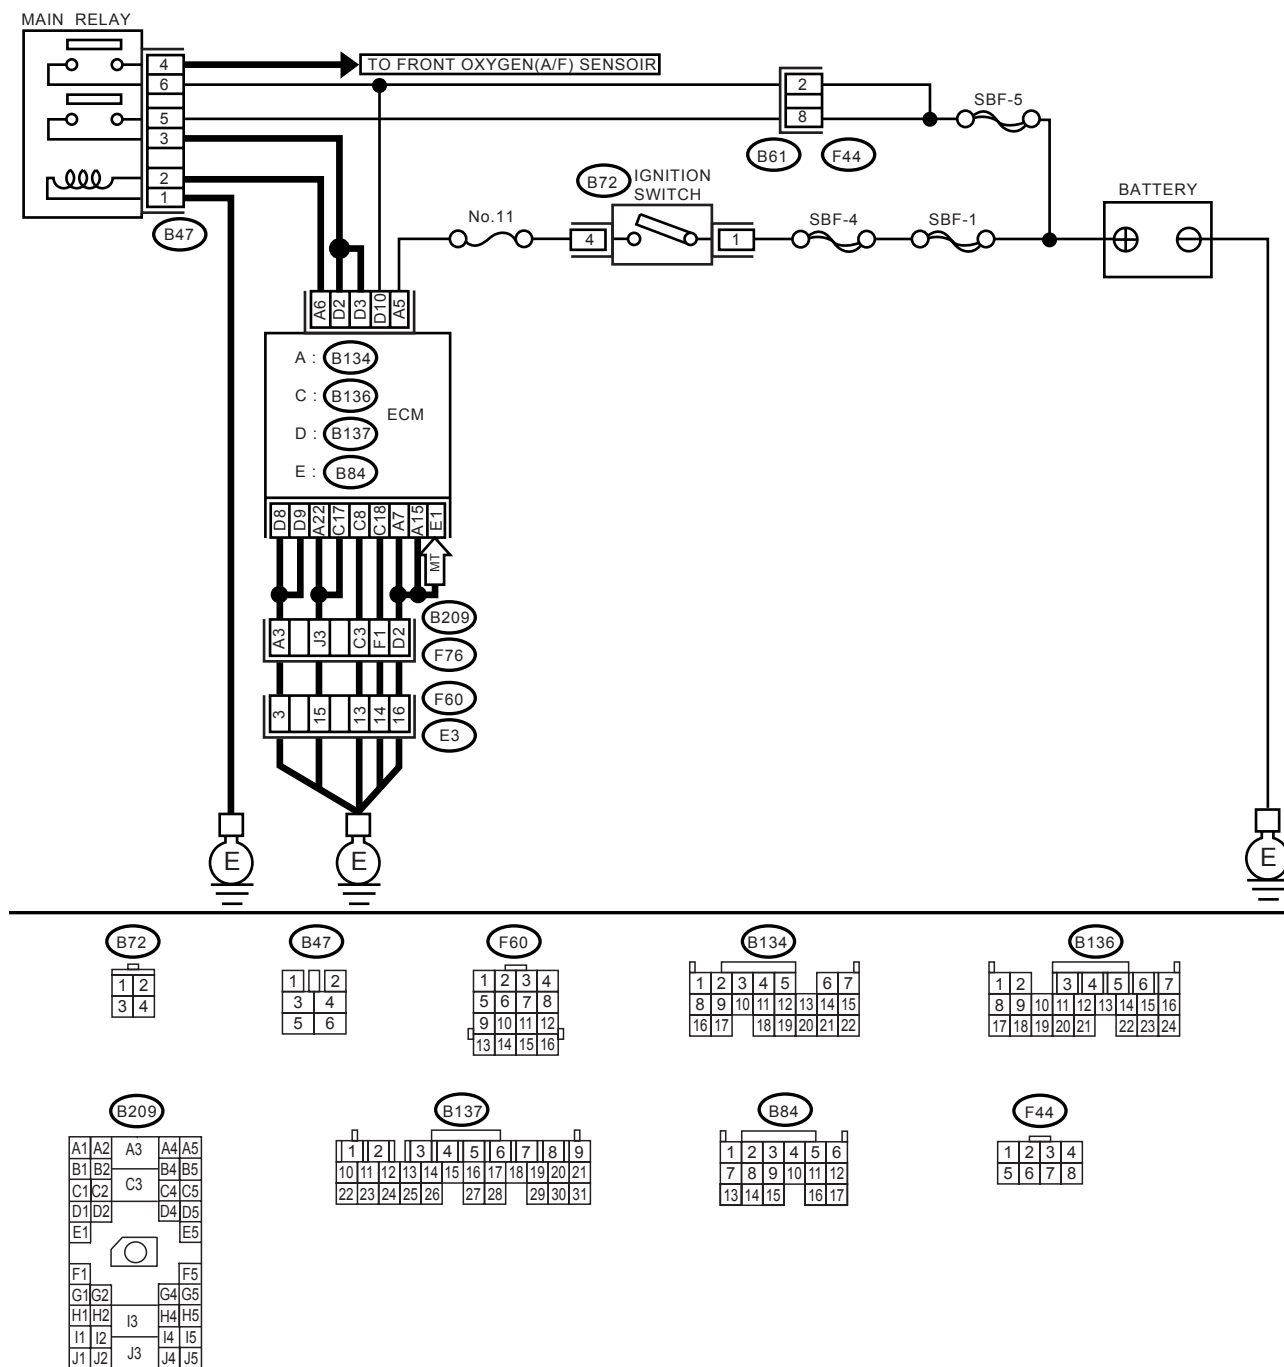 MAIN RELAY
4
TO FRONT OXYGEN(A/F) SENSOIR
6
5
3
2
1
B47
2
8
B61
F44
SBF-5
B72
IGNITION
SWITCH
No.11
4
1
SBF-4
SBF-1
BATTERY
A6
D2
D3
D10
A5
A : B134
C : B136
ECM
D : B137
E : B84
D8
D9
A22
C17
C8
C18
A7
A15
E1
MT
B209
A3
J3
C3
F1
D2
F76
F60
3
15
13
14
16
E3
E
E
E
B72
1 2
3 4
B47
1 2
3 4
5 6
F60
1 2 3 4
5 6 7 8
9 10 11 12
13 14 15 16
B134
1 2 3 4 5 6 7
8 9 10 11 12 13 14 15
16 17 18 19 20 21 22
B136
1 2 3 4 5 6 7
8 9 10 11 12 13 14 15 16
17 18 19 20 21 22 23 24
B209
A1 A2 A3 A4 A5
B1 B2 B4 B5
C1 C2 C3 C4 C5
D1 D2 D4 D5
E1 E5
F1 F5
G1 G2 G4 G5
H1 H2 H4 H5
I1 I2 I3 I4 I5
J1 J2 J3 J4 J5
B137
1 2 3 4 5 6 7 8 9
10 11 12 13 14 15 16 17 18 19 20 21
22 23 24 25 26 27 28 29 30 31
B84
1 2 3 4 5 6
7 8 9 10 11 12
13 14 15 16 17
F44
1 2 3 4
5 6 7 8